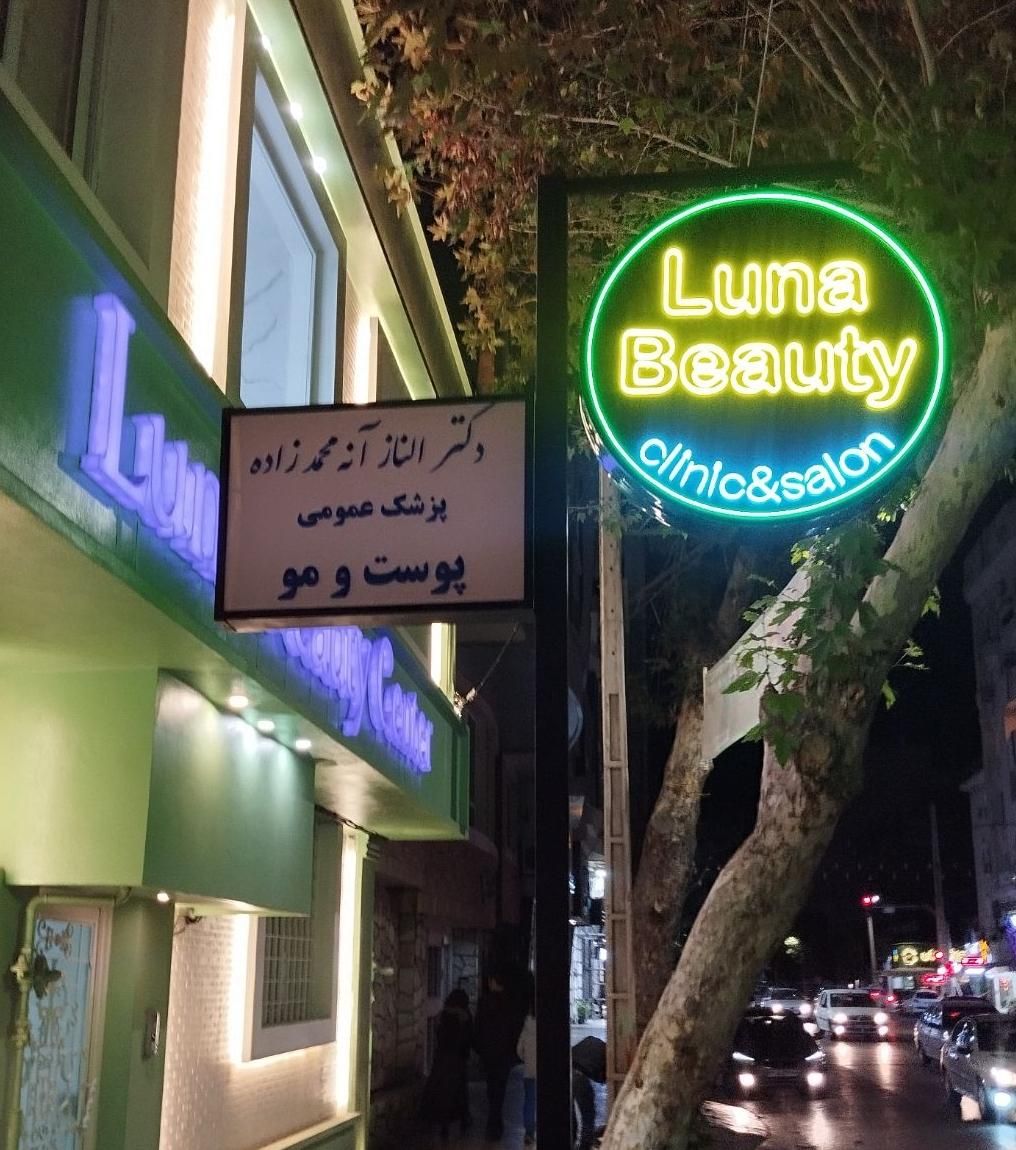 Luna
Beauty
clinic&salon
دکتر الناز آنه محمدزاده
پزشک عمومی
پوست و مو
Luna
Beauty Center